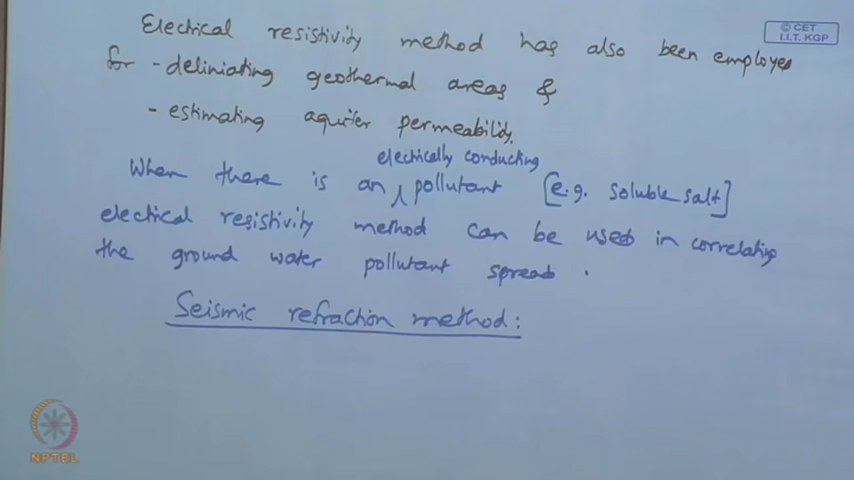 © CET
I.I.T. KGP
Electrical resistivity method has also been employed
for - deliniating geothermal areas &
- estimating aquifer permeability.
electrically conducting
When there is an pollutant [e.g. soluble salt]
electrical resistivity method can be used in correlating
the ground water pollutant spread.
Seismic refraction method:
NPTEL